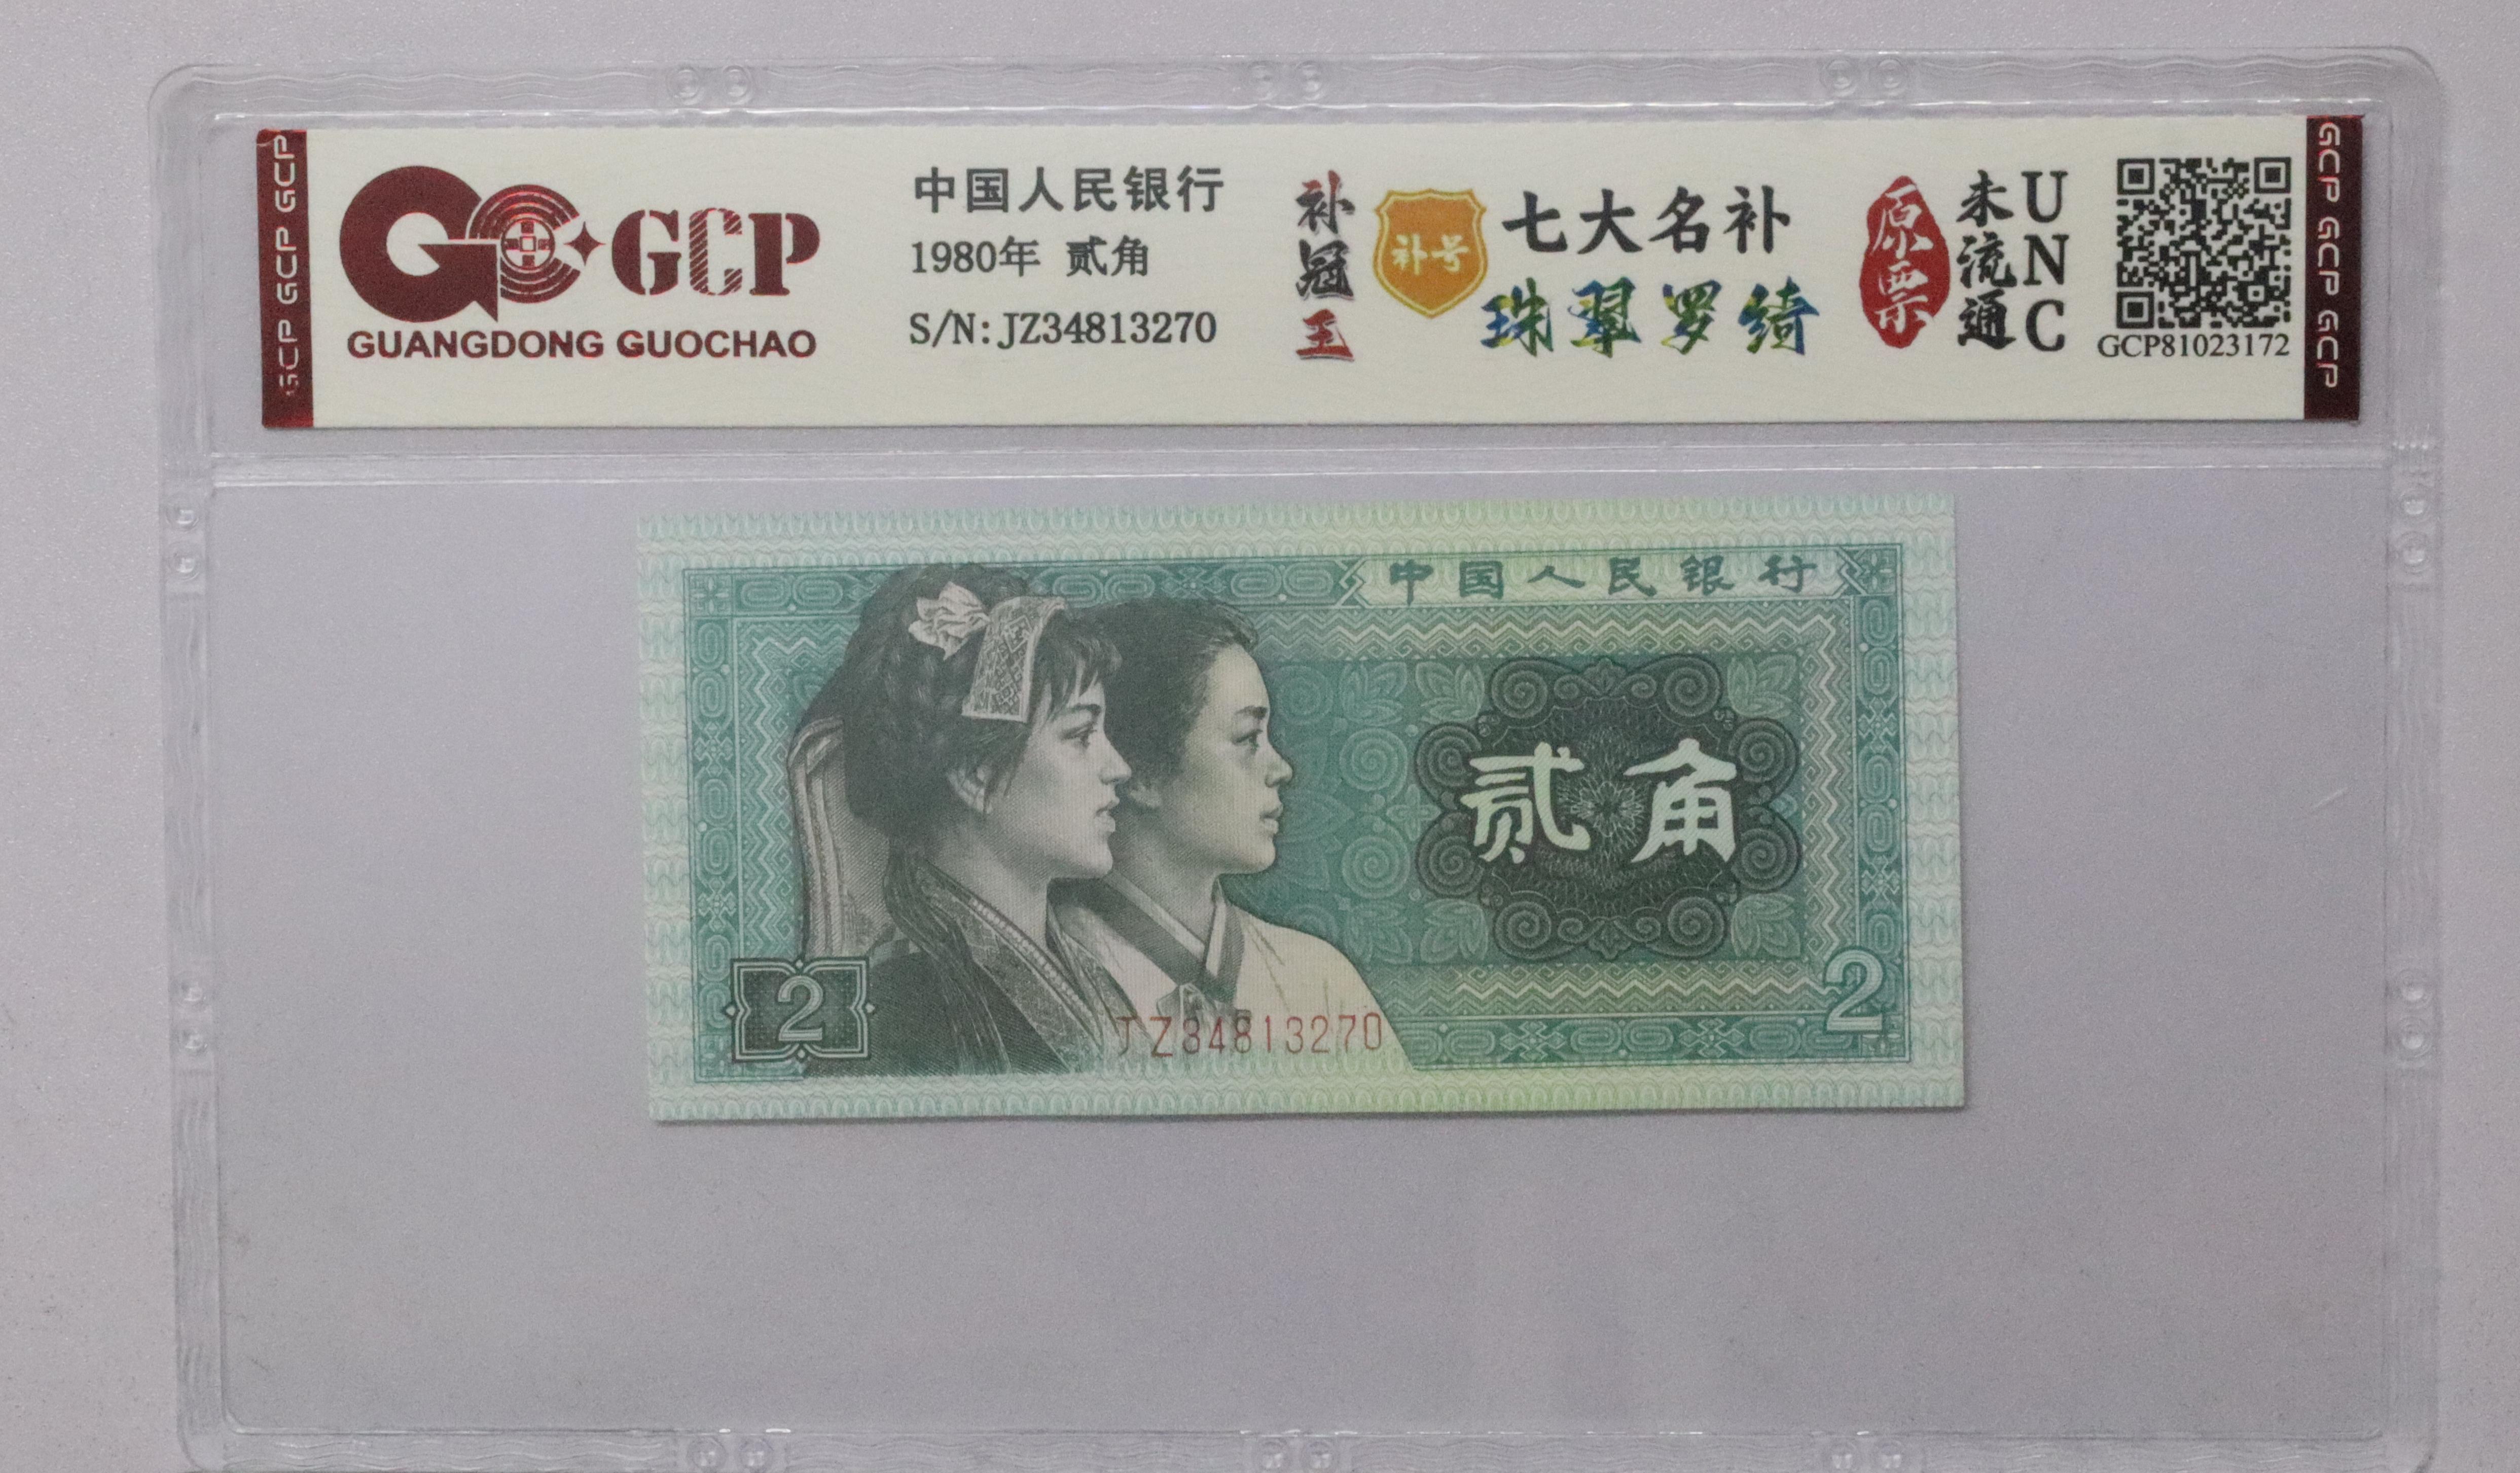 GCP GCP GCP
GCP
GUANGDONG GUOCHAO
中国人民银行
1980年 贰角
S/N: JZ34813270
补冠王
补号
七大名补
珠翠罗绮
原票
未流通
UNC
GCP81023172
GCP GCP GCP
中国人民银行
贰角
2
2
JZ34813270